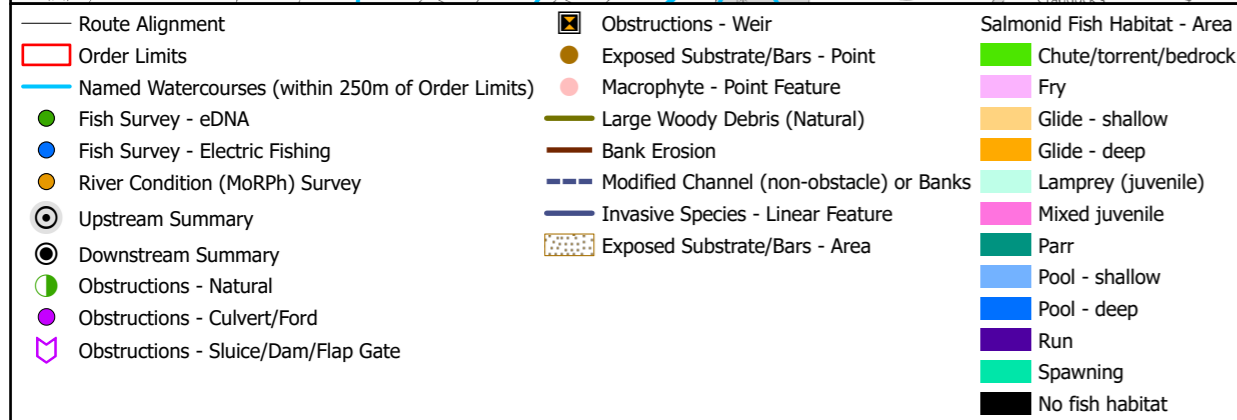 Route Alignment
Order Limits
Named Watercourses (within 250m of Order Limits)
Fish Survey - eDNA
Fish Survey - Electric Fishing
River Condition (MoRPh) Survey
Upstream Summary
Downstream Summary
Obstructions - Natural
Obstructions - Culvert/Ford
Obstructions - Sluice/Dam/Flap Gate
Obstructions - Weir
Exposed Substrate/Bars - Point
Macrophyte - Point Feature
Large Woody Debris (Natural)
Bank Erosion
Modified Channel (non-obstacle) or Banks
Invasive Species - Linear Feature
Exposed Substrate/Bars - Area
Salmonid Fish Habitat - Area
Chute/torrent/bedrock
Fry
Glide - shallow
Glide - deep
Lamprey (juvenile)
Mixed juvenile
Parr
Pool - shallow
Pool - deep
Run
Spawning
No fish habitat